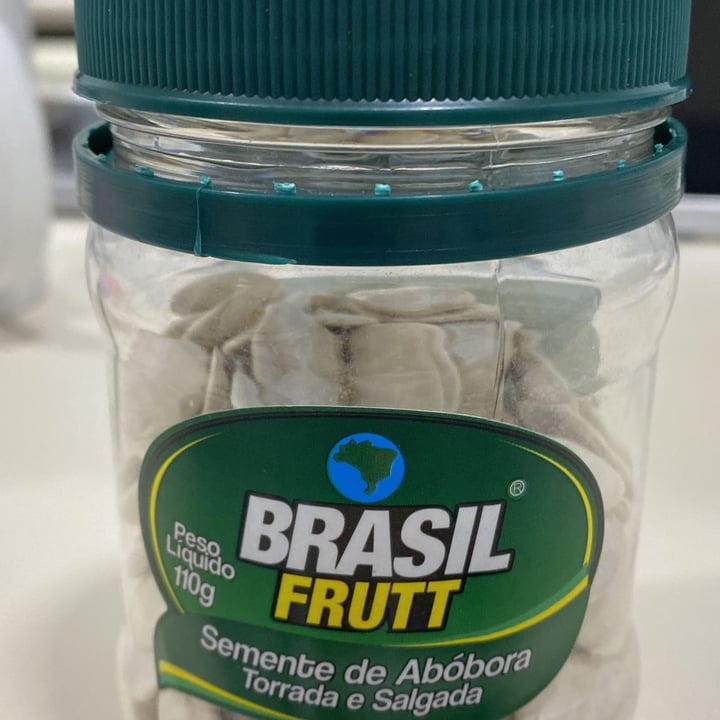 BRASIL ®
FRUTT
Peso
Líquido
110g
Semente de Abóbora
Torrada e Salgada